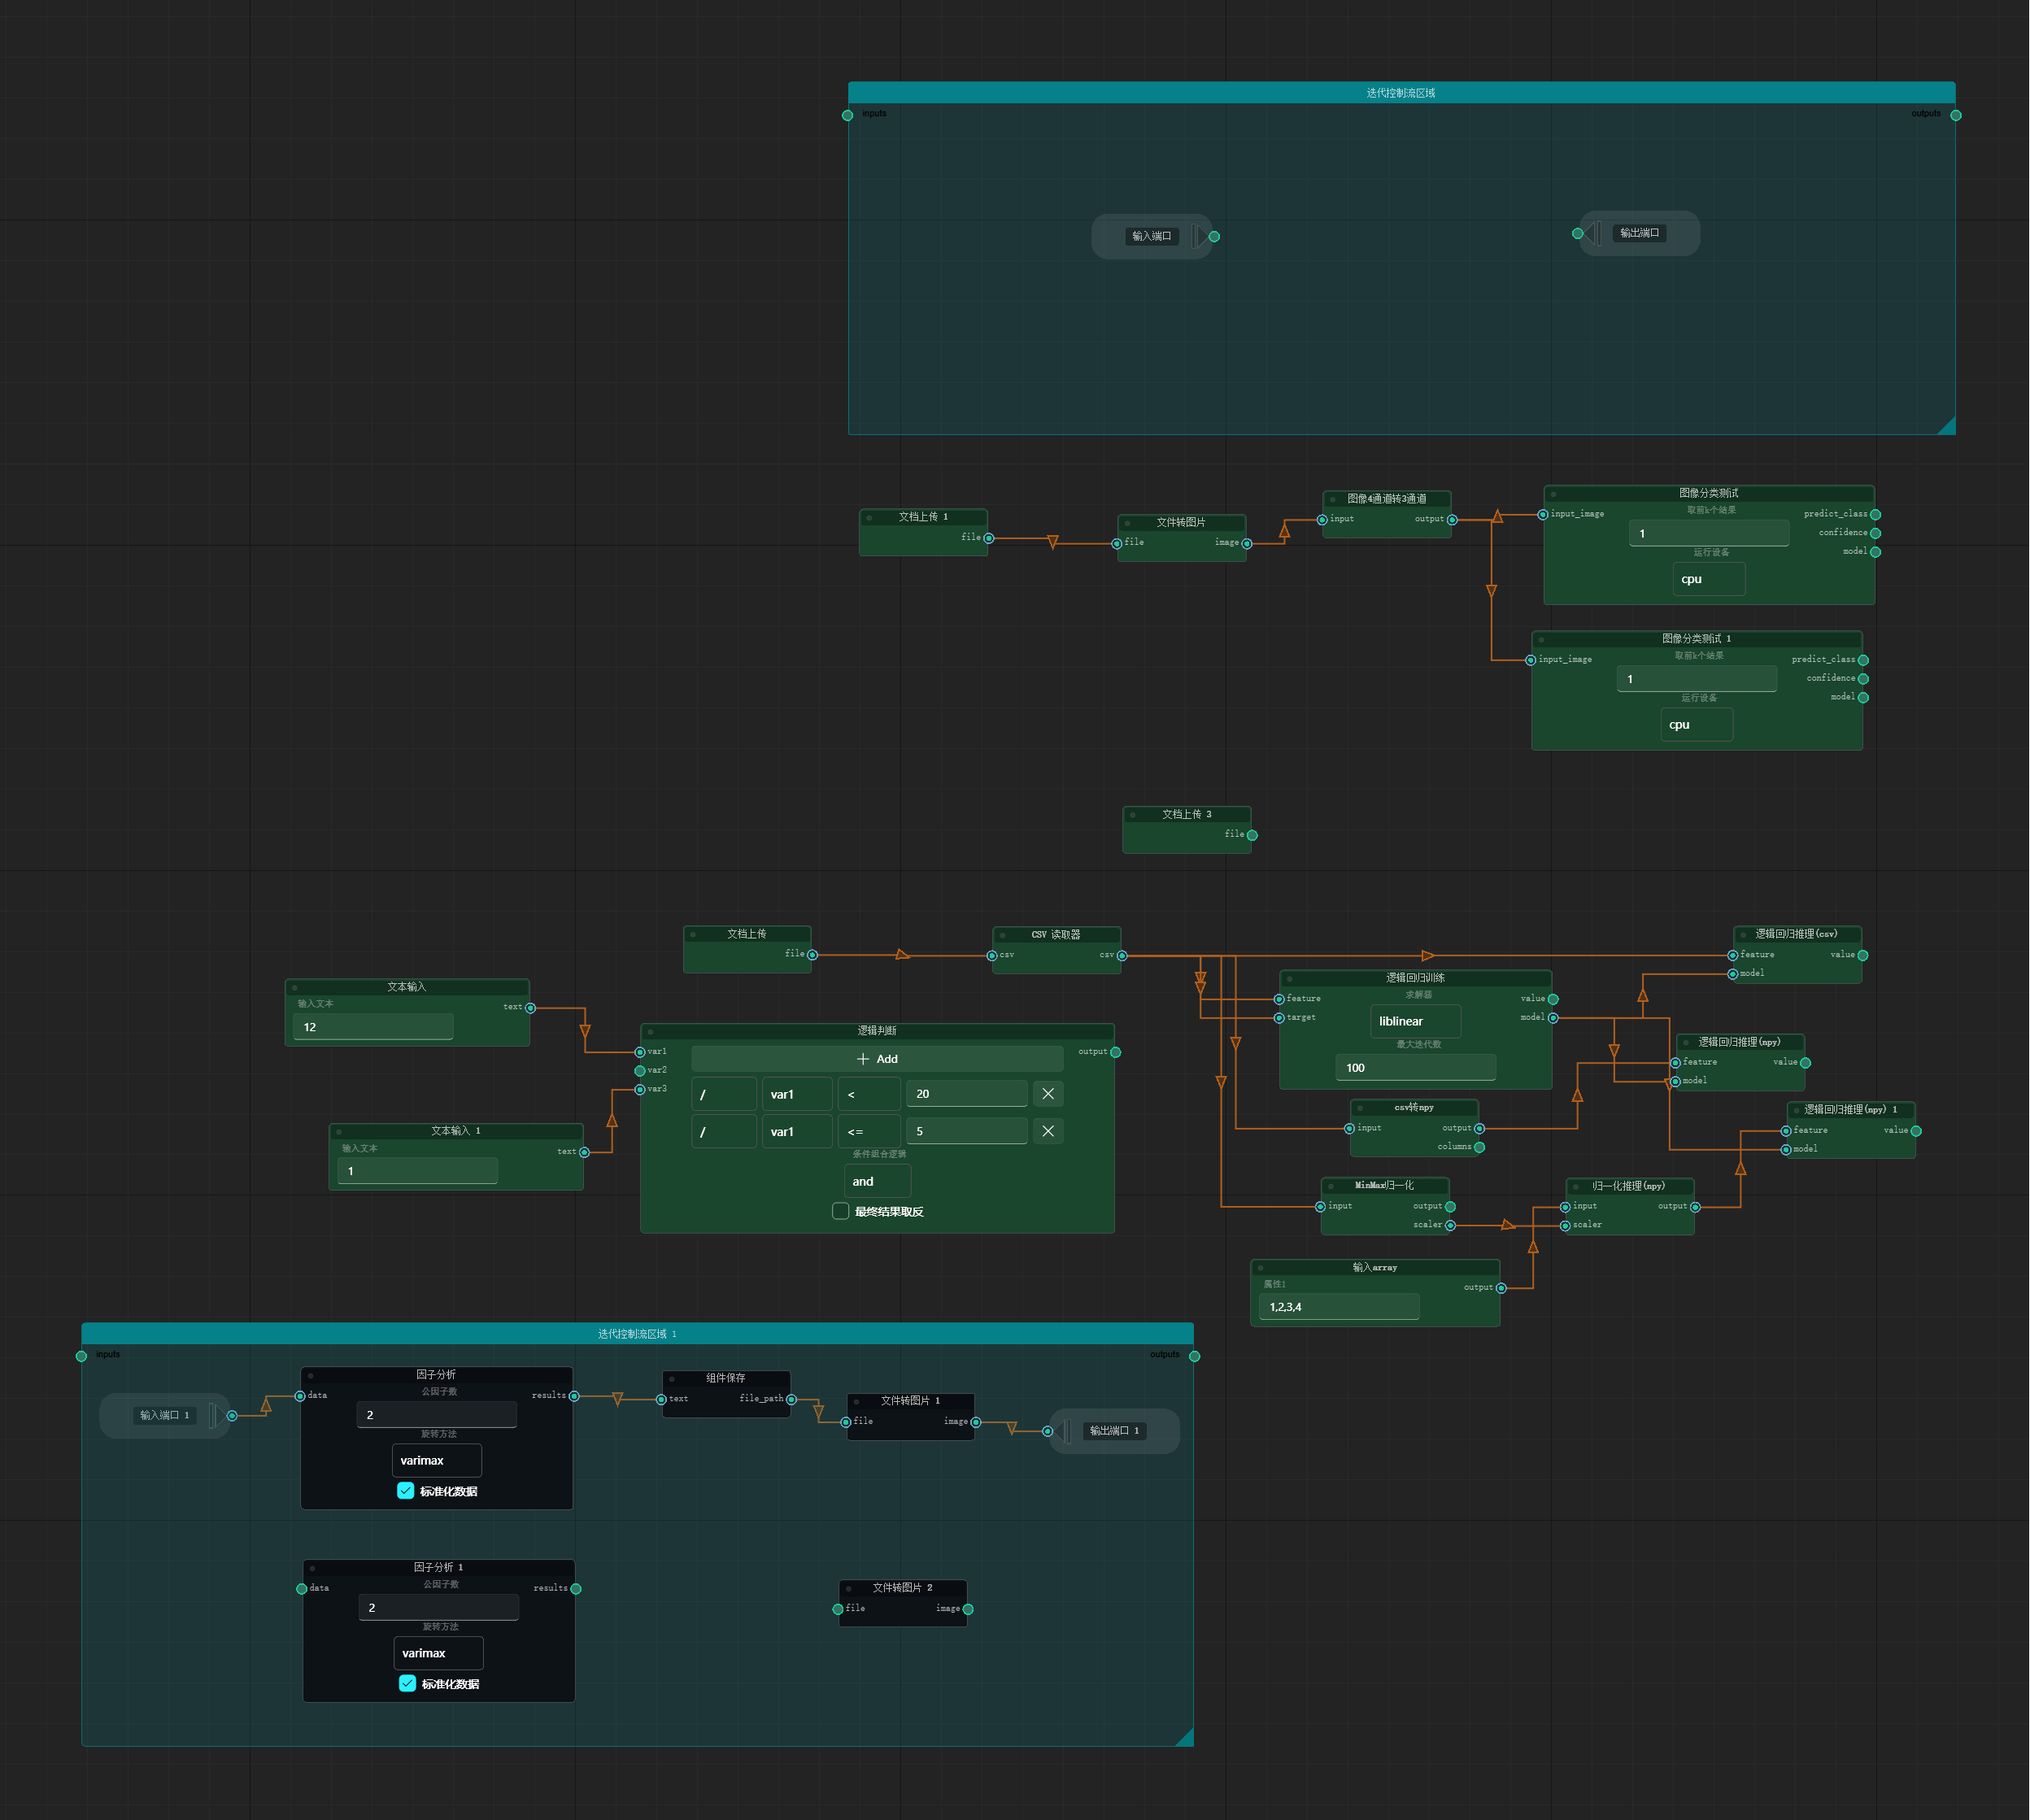 迭代控制流区域
inputs
outputs
输入端口
输出端口
图像4通道转3通道
input
output
图像分类测试
取前k个结果
input_image
predict_class
1
confidence
运行设备
model
cpu
文档上传 1
file
文件转图片
file
image
图像分类测试 1
取前k个结果
input_image
predict_class
1
confidence
运行设备
model
cpu
文档上传 3
file
文档上传
file
CSV 读取器
csv
csv
逻辑回归推理(csv)
feature
value
model
文本输入
输入文本
text
12
逻辑回归训练
求解器
feature
value
target
liblinear
model
最大迭代数
100
逻辑判断
var1
+ Add
output
var2
var3
/
var1
<
20
/
var1
<=
5
条件组合逻辑
and
最终结果取反
逻辑回归推理(npy)
feature
value
model
csv转npy
input
output
columns
逻辑回归推理(npy) 1
feature
value
model
文本输入 1
输入文本
text
1
MinMax归一化
input
output
scaler
归一化推理(npy)
input
output
scaler
输入array
属性1
output
1,2,3,4
迭代控制流区域 1
inputs
outputs
输入端口 1
因子分析
公因子数
data
results
2
旋转方法
varimax
标准化数据
组件保存
text
file_path
文件转图片 1
file
image
输出端口 1
因子分析 1
公因子数
data
results
2
旋转方法
varimax
标准化数据
文件转图片 2
file
image